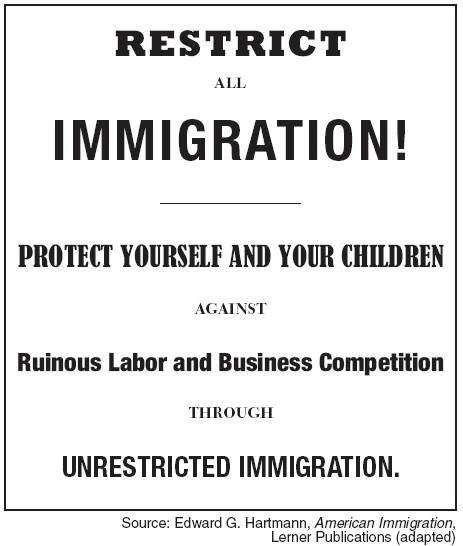 RESTRICT
ALL
IMMIGRATION!
PROTECT YOURSELF AND YOUR CHILDREN
AGAINST
Ruinous Labor and Business Competition
THROUGH
UNRESTRICTED IMMIGRATION.
Source: Edward G. Hartmann, American Immigration,
Lerner Publications (adapted)